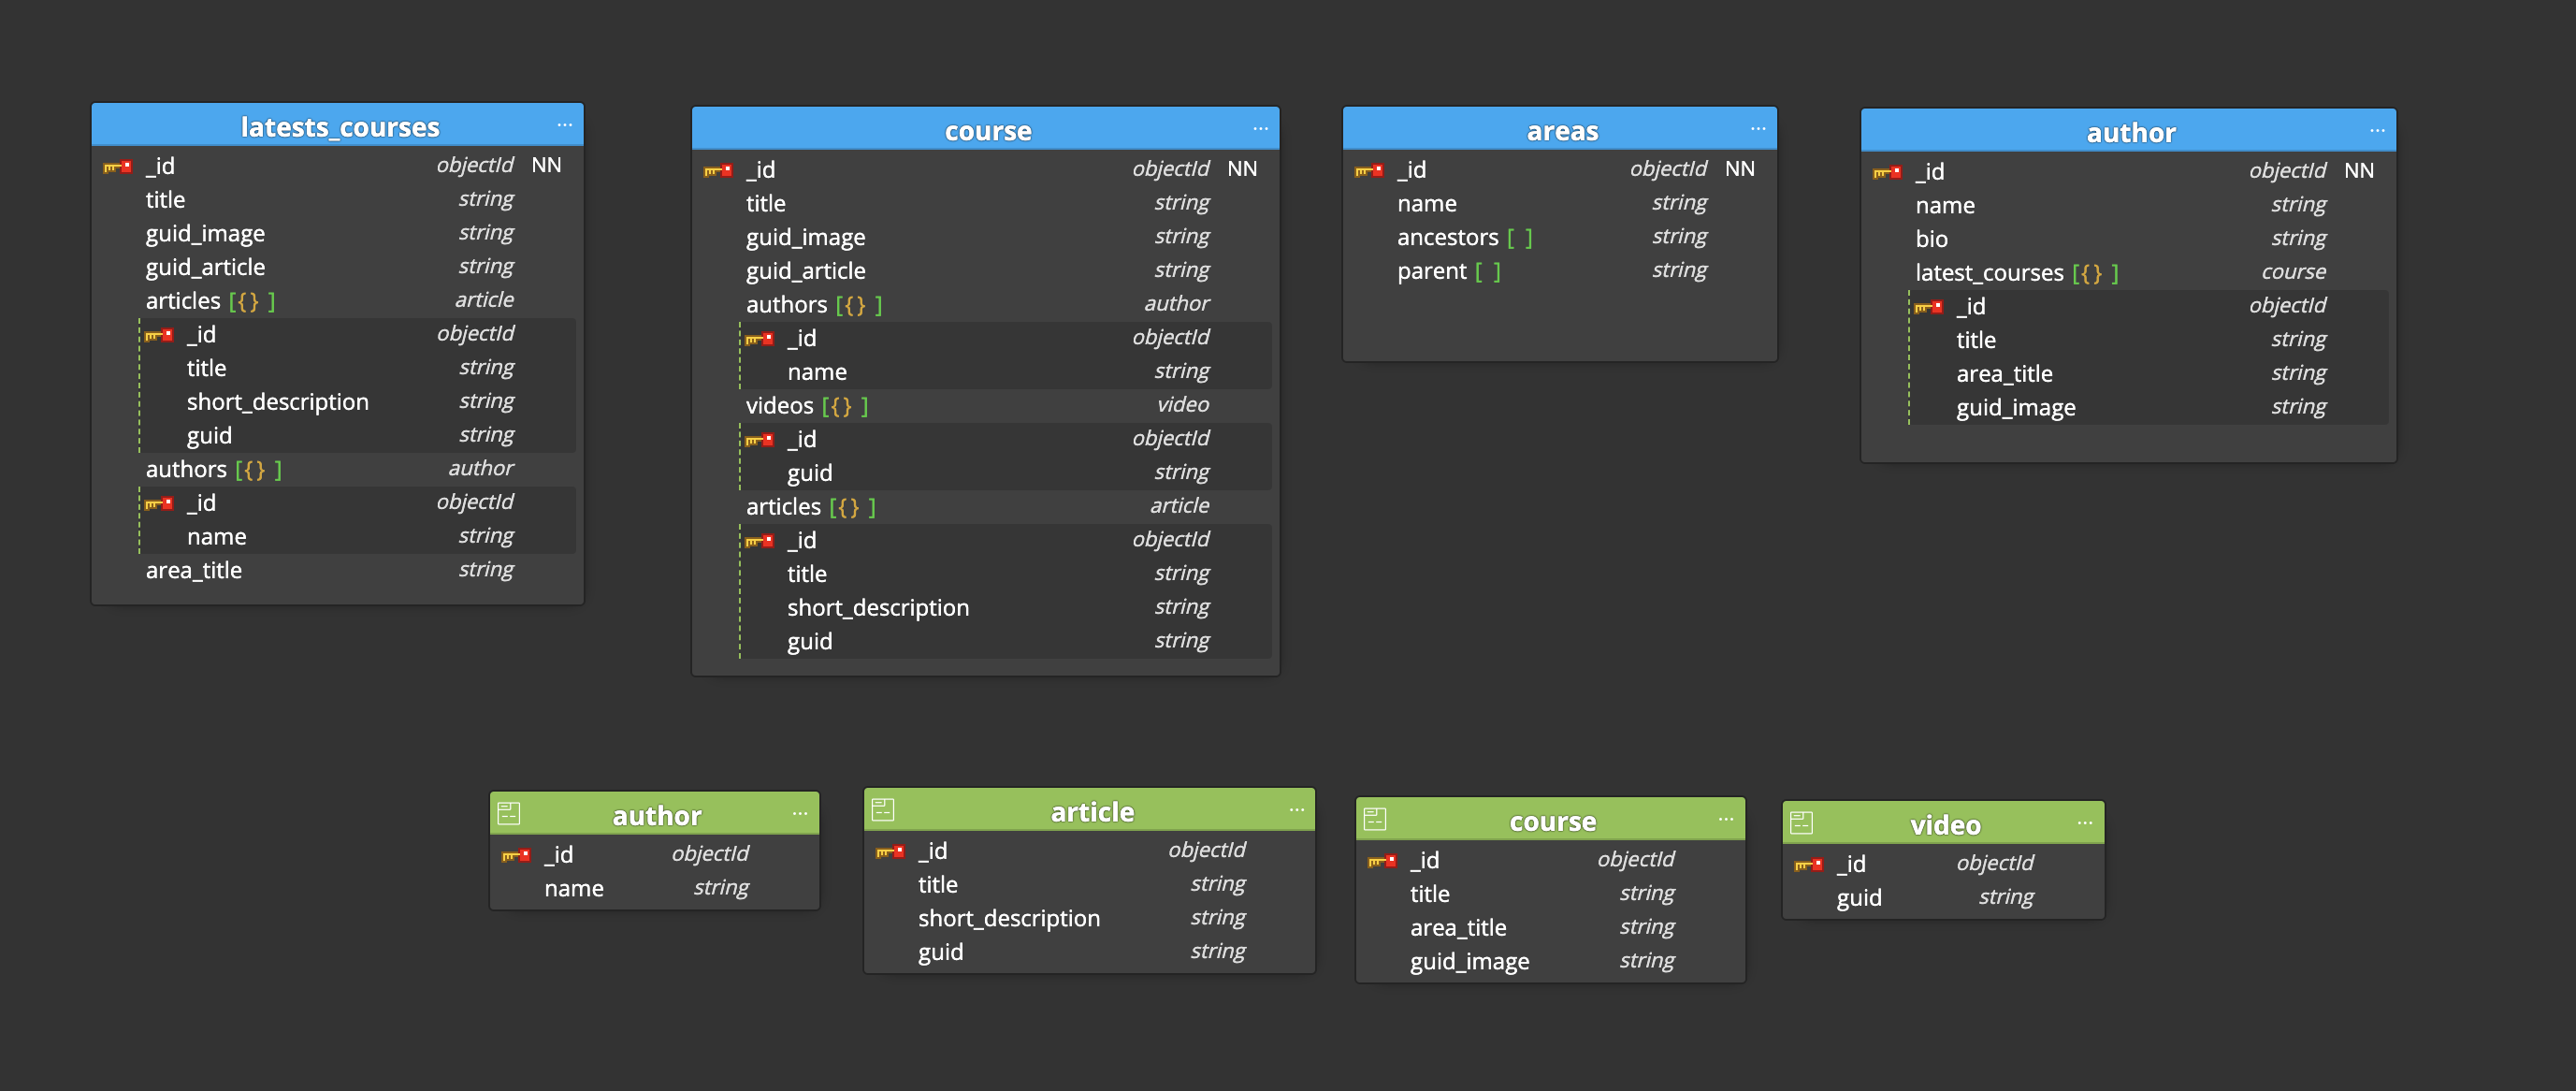 latests_courses ...
_id objectId NN
title string
guid_image string
guid_article string
articles [{} ] article
_id objectId
title string
short_description string
guid string
authors [{} ] author
_id objectId
name string
area_title string
course ...
_id objectId NN
title string
guid_image string
guid_article string
authors [{} ] author
_id objectId
name string
videos [{} ] video
_id objectId
guid string
articles [{} ] article
_id objectId
title string
short_description string
guid string
areas ...
_id objectId NN
name string
ancestors [ ] string
parent [ ] string
author ...
_id objectId NN
name string
bio string
latest_courses [{} ] course
_id objectId
title string
area_title string
guid_image string
author ...
_id objectId
name string
article ...
_id objectId
title string
short_description string
guid string
course ...
_id objectId
title string
area_title string
guid_image string
video ...
_id objectId
guid string